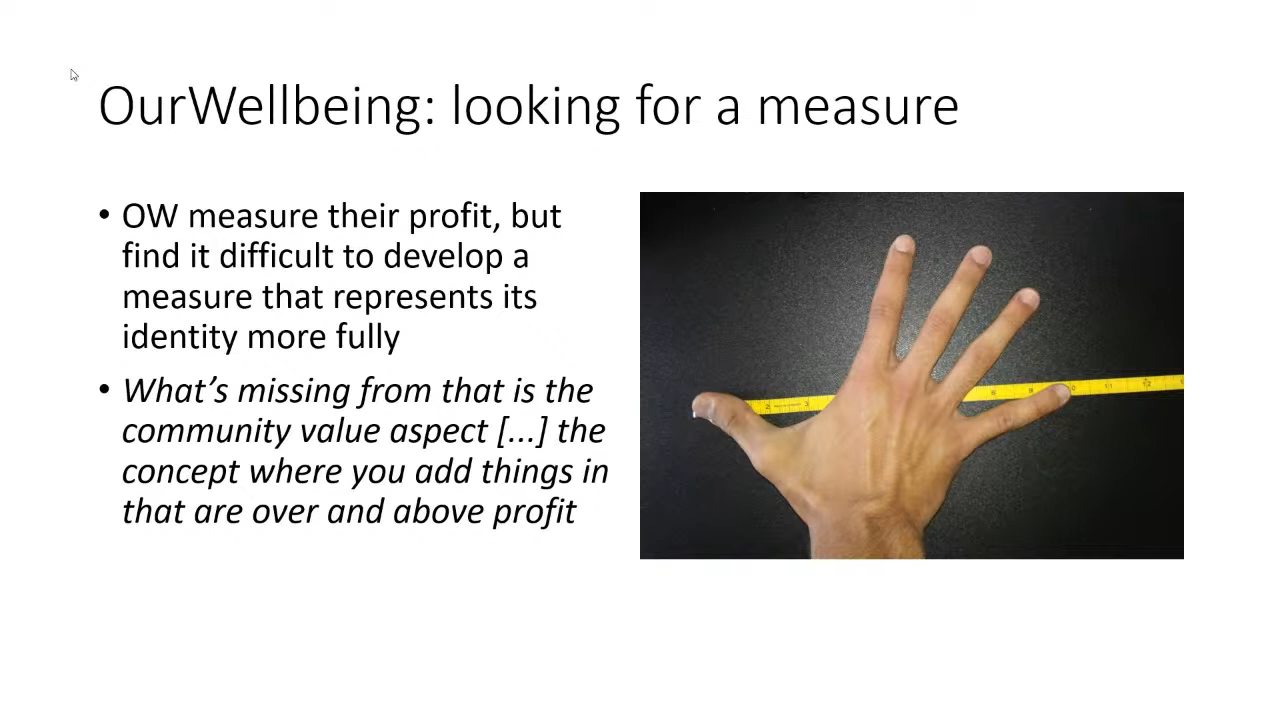 OurWellbeing: looking for a measure
• OW measure their profit, but
find it difficult to develop a
measure that represents its
identity more fully
• What’s missing from that is the
community value aspect [...] the
concept where you add things in
that are over and above profit